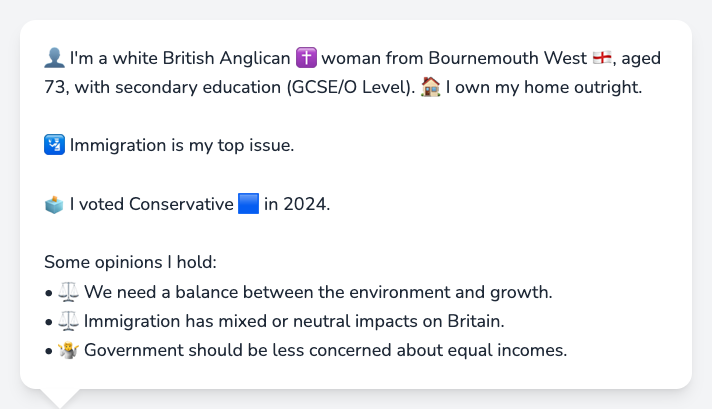 👤 I'm a white British Anglican ✝️ woman from Bournemouth West 🏴󠁧󠁢󠁥󠁮󠁧󠁿, aged
73, with secondary education (GCSE/O Level). 🏠 I own my home outright.
🛂 Immigration is my top issue.
🗳️ I voted Conservative 🟦 in 2024.
Some opinions I hold:
• ⚖️ We need a balance between the environment and growth.
• ⚖️ Immigration has mixed or neutral impacts on Britain.
• 🤷 Government should be less concerned about equal incomes.